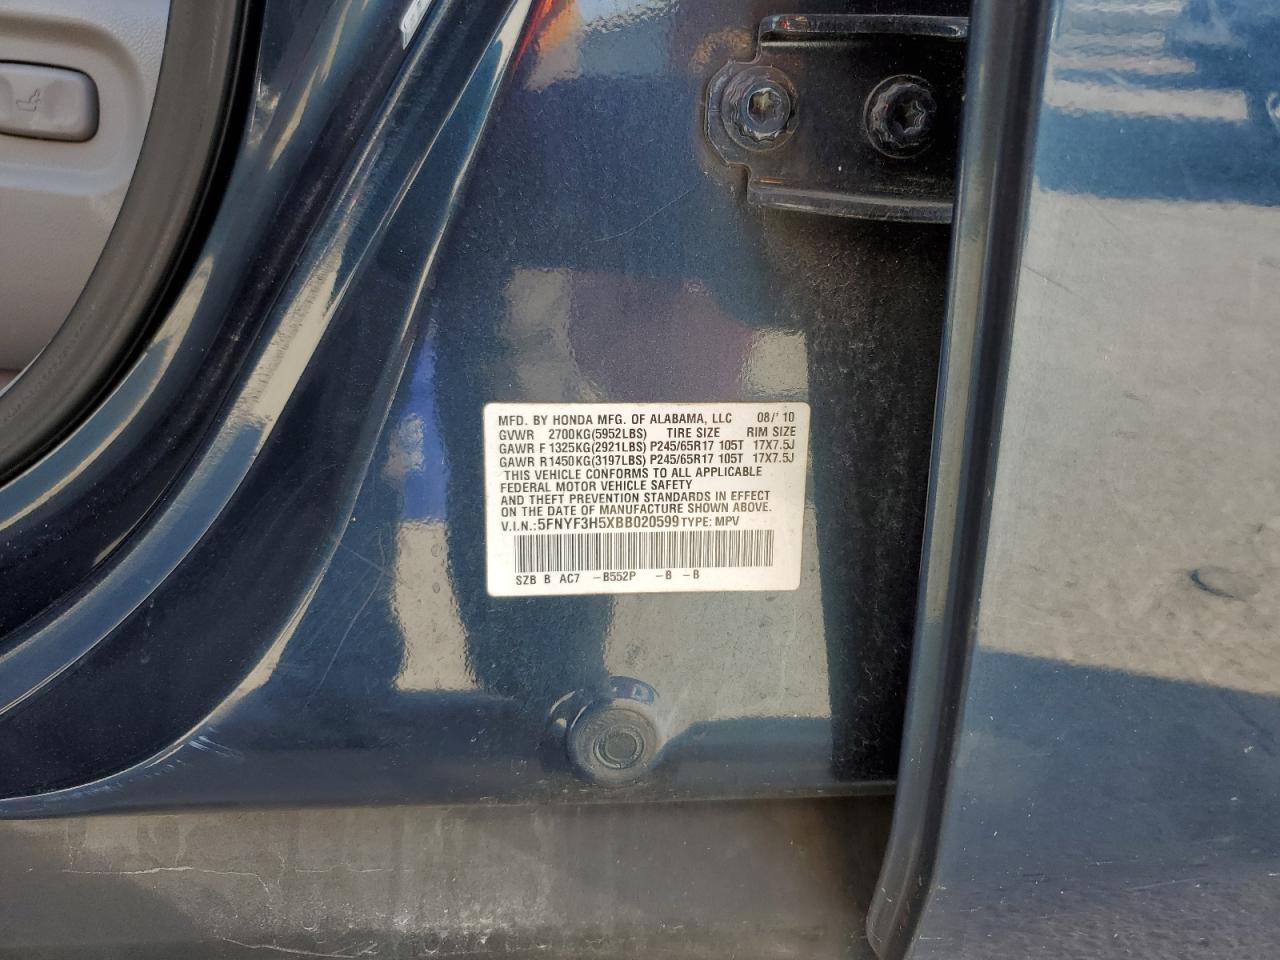 MFD. BY HONDA MFG. OF ALABAMA, LLC 08/'10
GVWR 2700KG(5952LBS) TIRE SIZE RIM SIZE
GAWR F 1325KG(2921LBS) P245/65R17 105T 17X7.5J
GAWR R1450KG(3197LBS) P245/65R17 105T 17X7.5J
THIS VEHICLE CONFORMS TO ALL APPLICABLE
FEDERAL MOTOR VEHICLE SAFETY
AND THEFT PREVENTION STANDARDS IN EFFECT
ON THE DATE OF MANUFACTURE SHOWN ABOVE.
V.I.N.:5FNYF3H5XBB020599 TYPE: MPV
SZB B AC7 -B552P -B -B